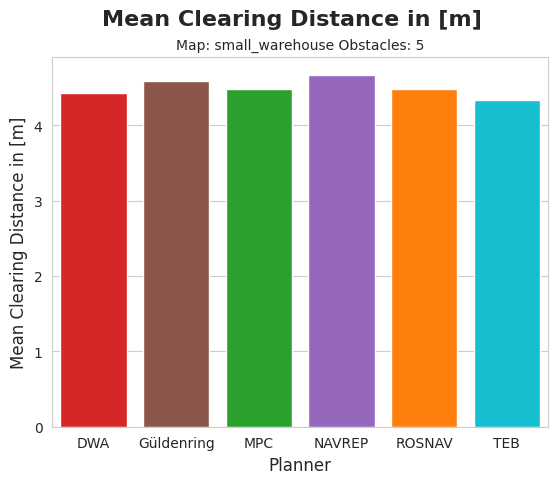 Mean Clearing Distance in [m]
Map: small_warehouse Obstacles: 5
Mean Clearing Distance in [m]
4
3
2
1
0
DWA Güldenring MPC NAVREP ROSNAV TEB
Planner